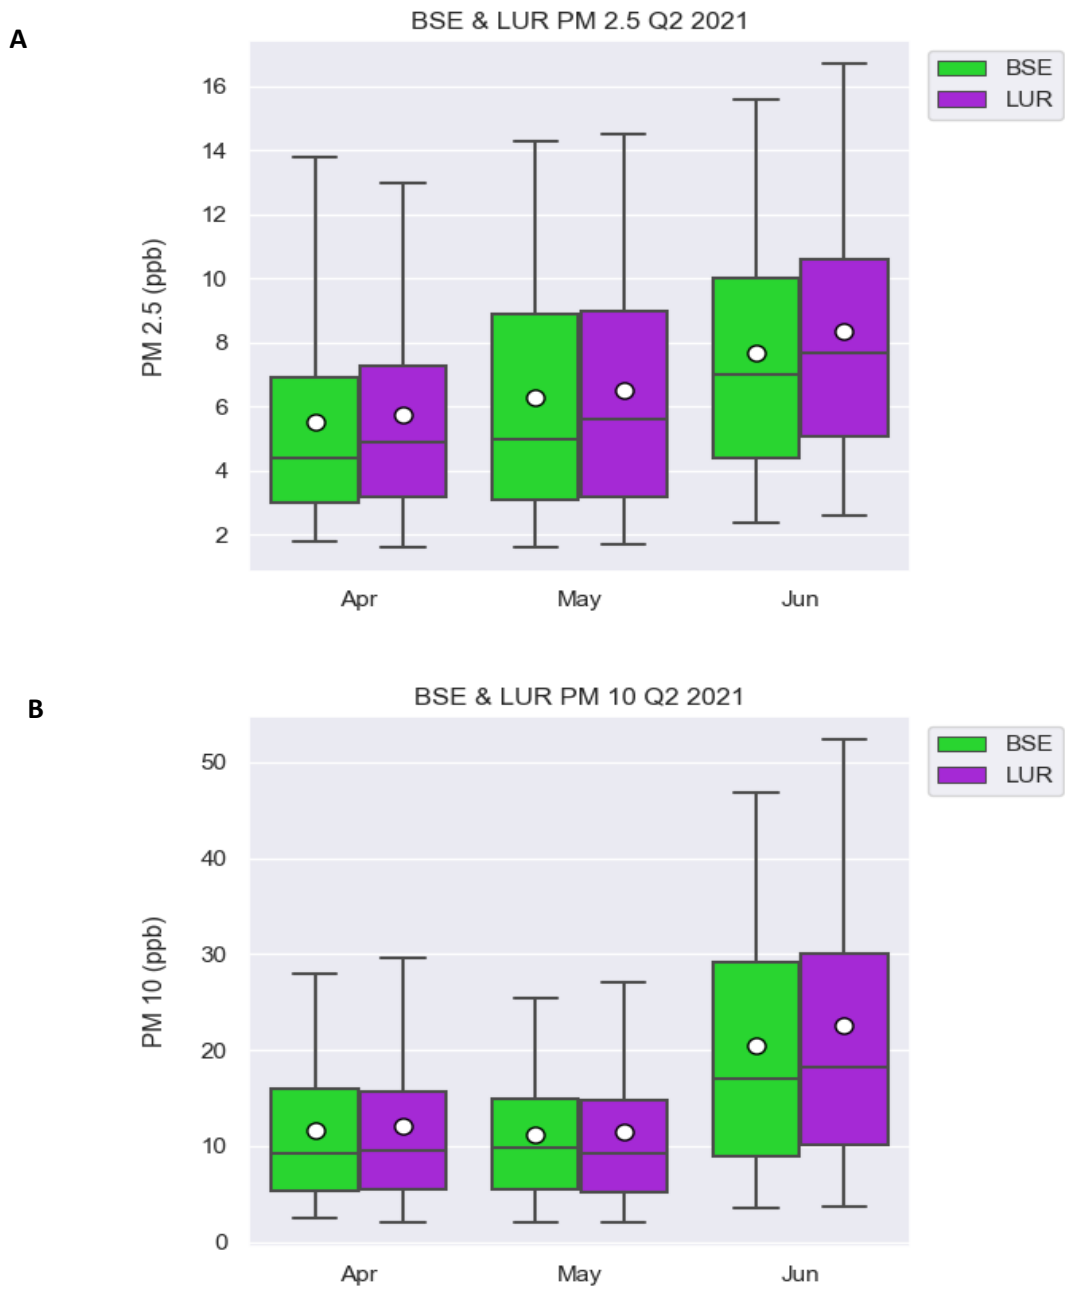 A
BSE & LUR PM 2.5 Q2 2021
BSE
LUR
PM 2.5 (ppb)
16
14
12
10
8
6
4
2
Apr May Jun
B
BSE & LUR PM 10 Q2 2021
BSE
LUR
PM 10 (ppb)
50
40
30
20
10
0
Apr May Jun